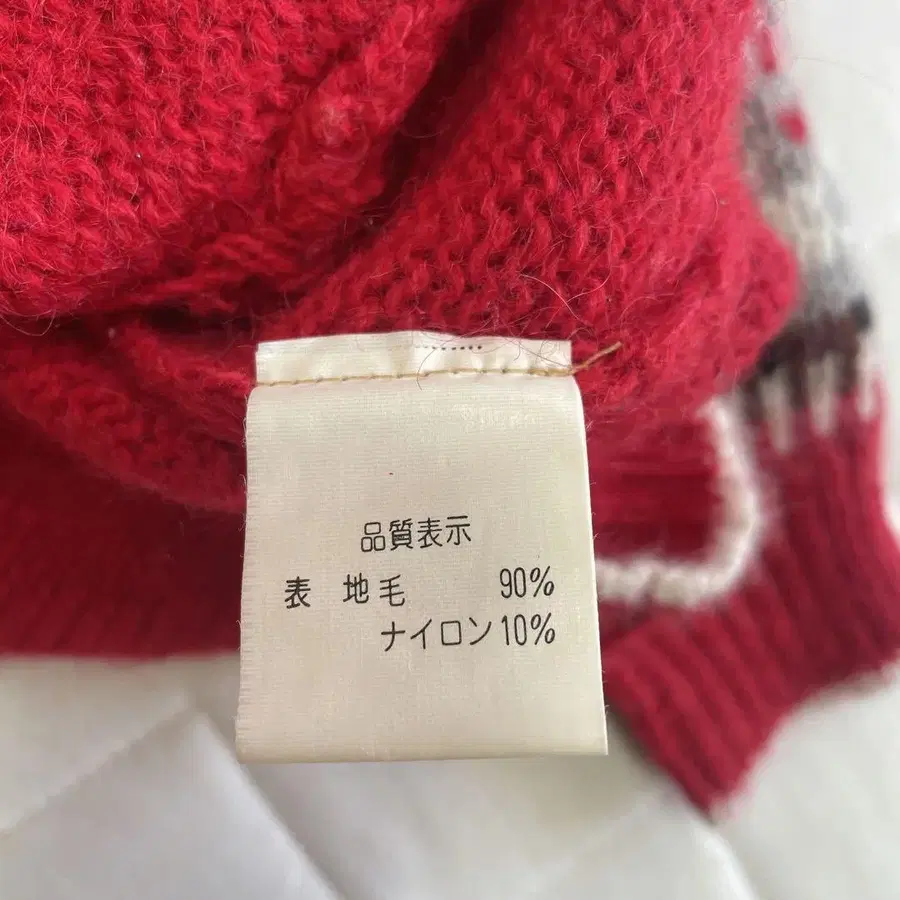 品質表示
表 地毛 90%
ナイロン10%